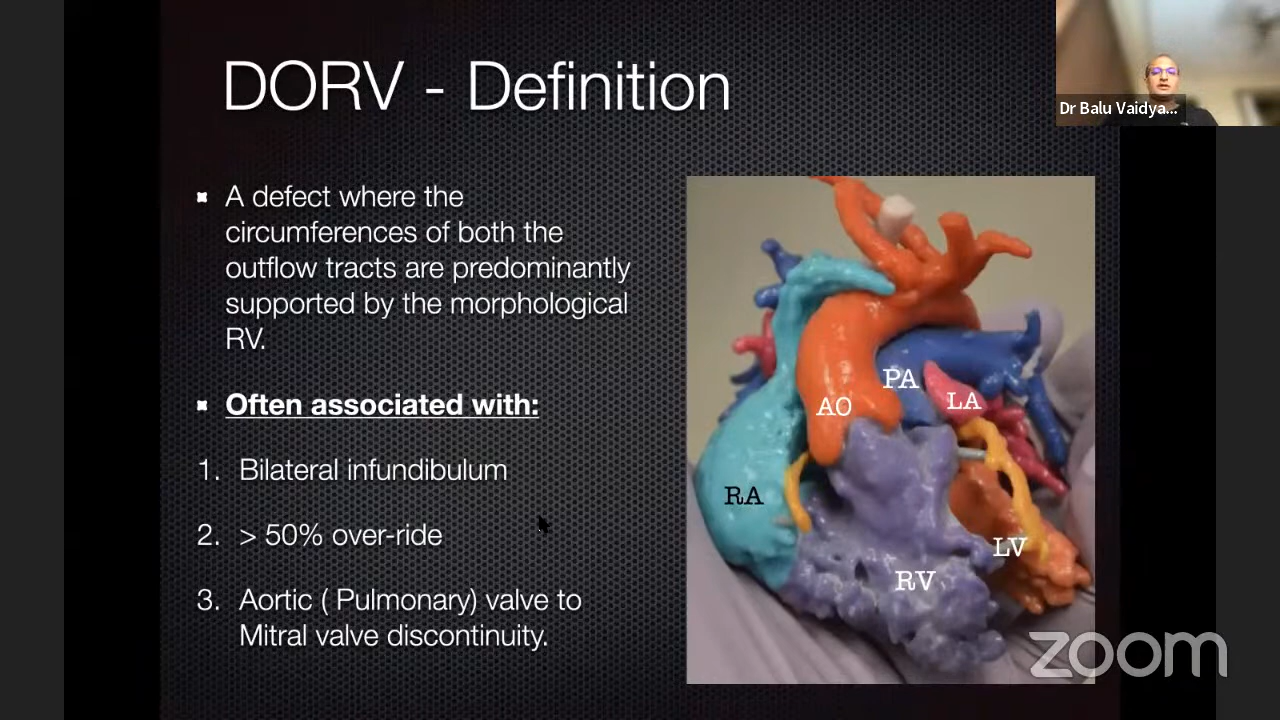 DORV - Definition
Dr Balu Vaidya...
A defect where the
circumferences of both the
outflow tracts are predominantly
supported by the morphological
RV.
Often associated with:
1. Bilateral infundibulum
2. > 50% over-ride
3. Aortic ( Pulmonary) valve to
Mitral valve discontinuity.
PA
AO
LA
RA
LV
RV
zoom